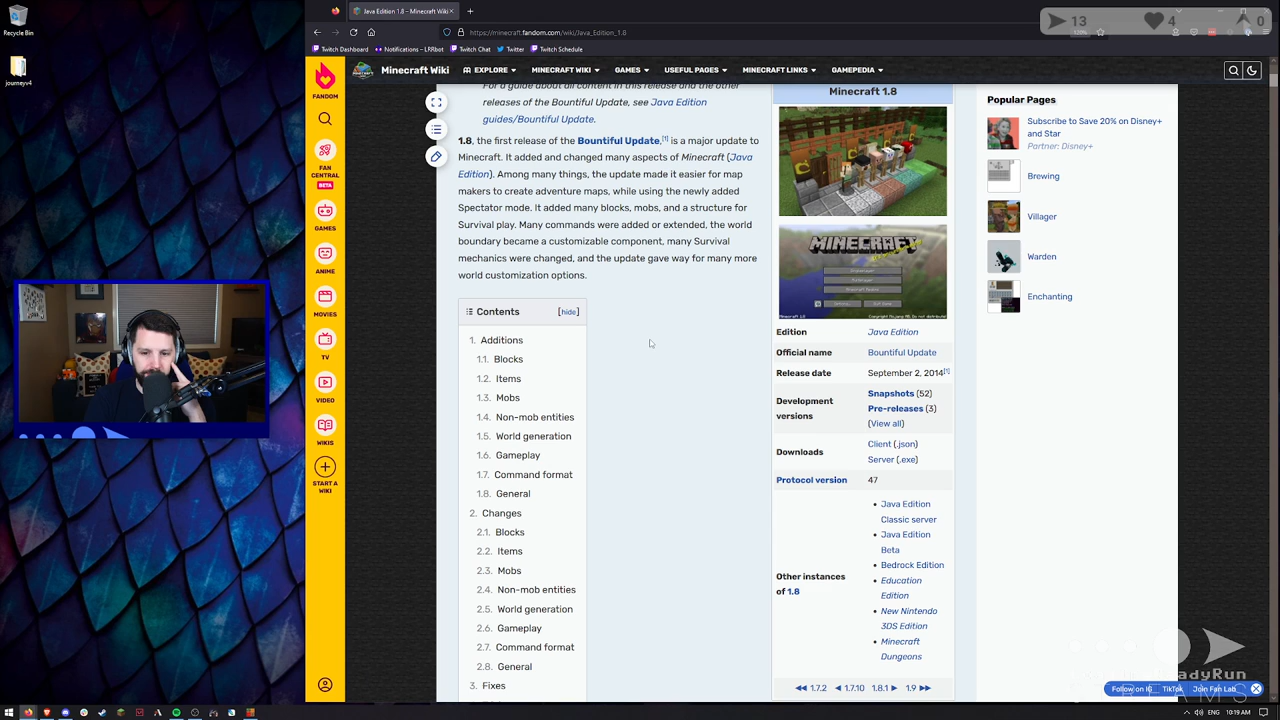 Recycle Bin
journeyv4
Java Edition 1.8 – Minecraft Wiki
https://minecraft.fandom.com/wiki/Java_Edition_1.8
120%
13
4
0
Twitch Dashboard
Notifications – LRRbot
Twitch Chat
Twitter
Twitch Schedule
FANDOM
FAN CENTRAL
BETA
GAMES
ANIME
MOVIES
TV
VIDEO
WIKIS
START A WIKI
Minecraft Wiki
EXPLORE
MINECRAFT WIKI
GAMES
USEFUL PAGES
MINECRAFT LINKS
GAMEPEDIA
For a guide about all content in this release and the other
releases of the Bountiful Update, see Java Edition
guides/Bountiful Update.
1.8, the first release of the Bountiful Update,[1] is a major update to
Minecraft. It added and changed many aspects of Minecraft (Java
Edition). Among many things, the update made it easier for map
makers to create adventure maps, while using the newly added
Spectator mode. It added many blocks, mobs, and a structure for
Survival play. Many commands were added or extended, the world
boundary became a customizable component, many Survival
mechanics were changed, and the update gave way for many more
world customization options.
Contents [hide]
1. Additions
1.1. Blocks
1.2. Items
1.3. Mobs
1.4. Non-mob entities
1.5. World generation
1.6. Gameplay
1.7. Command format
1.8. General
2. Changes
2.1. Blocks
2.2. Items
2.3. Mobs
2.4. Non-mob entities
2.5. World generation
2.6. Gameplay
2.7. Command format
2.8. General
3. Fixes
Minecraft 1.8
MINECRAFT
Edition Java Edition
Official name Bountiful Update
Release date September 2, 2014[1]
Development versions
Snapshots (52)
Pre-releases (3)
(View all)
Downloads
Client (.json)
Server (.exe)
Protocol version 47
Other instances
of 1.8
Java Edition
Classic server
Java Edition
Beta
Bedrock Edition
Education
Edition
New Nintendo
3DS Edition
Minecraft
Dungeons
◄◄ 1.7.2 ◄ 1.7.10 1.8.1 ► 1.9 ►►
Popular Pages
Subscribe to Save 20% on Disney+
and Star
Partner: Disney+
Brewing
Villager
Warden
Enchanting
Follow on IG
TikTok
Join Fan Lab
ENG
10:19 AM